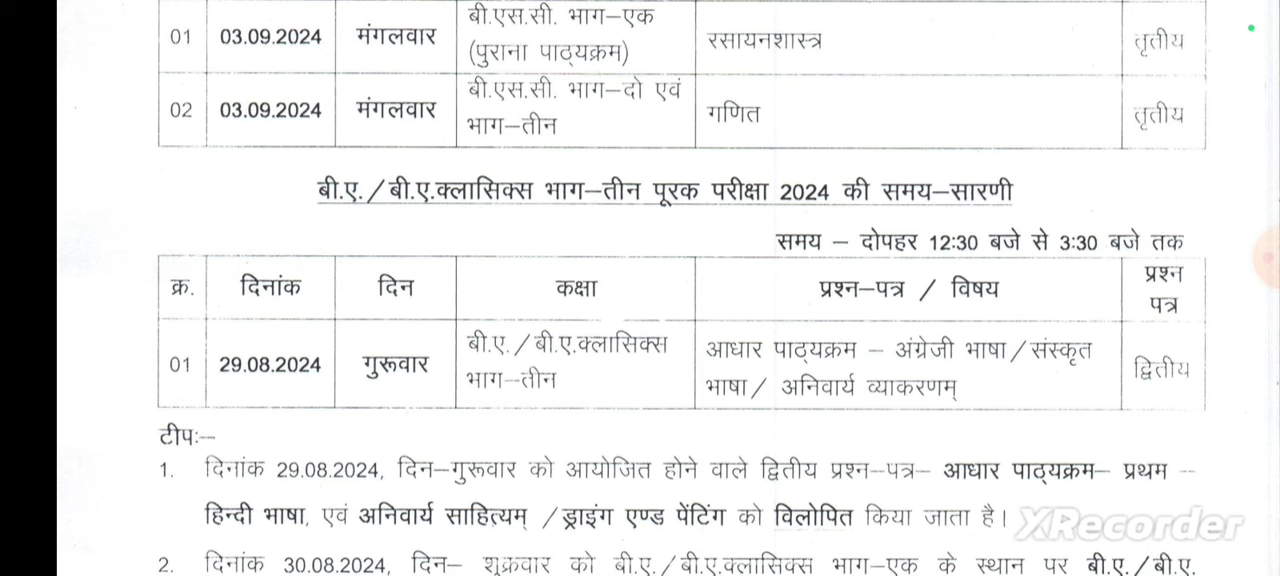 01 03.09.2024 मंगलवार बी.एस.सी. भाग–एक (पुराना पाठ्यक्रम) रसायनशास्त्र तृतीय
02 03.09.2024 मंगलवार बी.एस.सी. भाग–दो एवं भाग–तीन गणित तृतीय
बी.ए./बी.ए.क्लासिक्स भाग–तीन पूरक परीक्षा 2024 की समय–सारणी
समय – दोपहर 12:30 बजे से 3:30 बजे तक
क्र. दिनांक दिन कक्षा प्रश्न–पत्र / विषय प्रश्न पत्र
01 29.08.2024 गुरूवार बी.ए./बी.ए.क्लासिक्स भाग–तीन आधार पाठ्यक्रम – अंग्रेजी भाषा/संस्कृत भाषा/ अनिवार्य व्याकरणम् द्वितीय
टीपः–
1. दिनांक 29.08.2024, दिन–गुरूवार को आयोजित होने वाले द्वितीय प्रश्न–पत्र– आधार पाठ्यक्रम– प्रथम –
हिन्दी भाषा, एवं अनिवार्य साहित्यम् /ड्राइंग एण्ड पेंटिंग को विलोपित किया जाता है।
XRecorder
2. दिनांक 30.08.2024, दिन– शुक्रवार को बी.ए./बी.ए.क्लासिक्स भाग–एक के स्थान पर बी.ए./बी.ए.